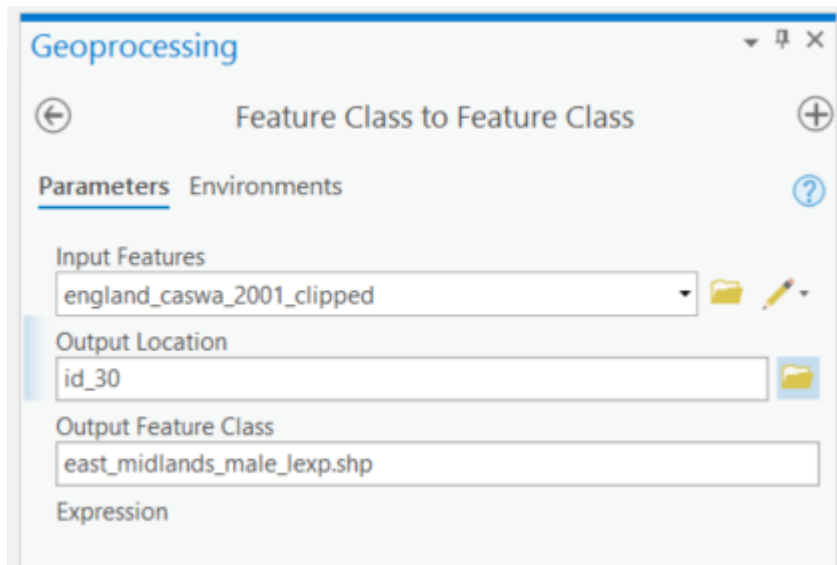 Geoprocessing
Feature Class to Feature Class
Parameters Environments
Input Features
england_caswa_2001_clipped
Output Location
id_30
Output Feature Class
east_midlands_male_lexp.shp
Expression